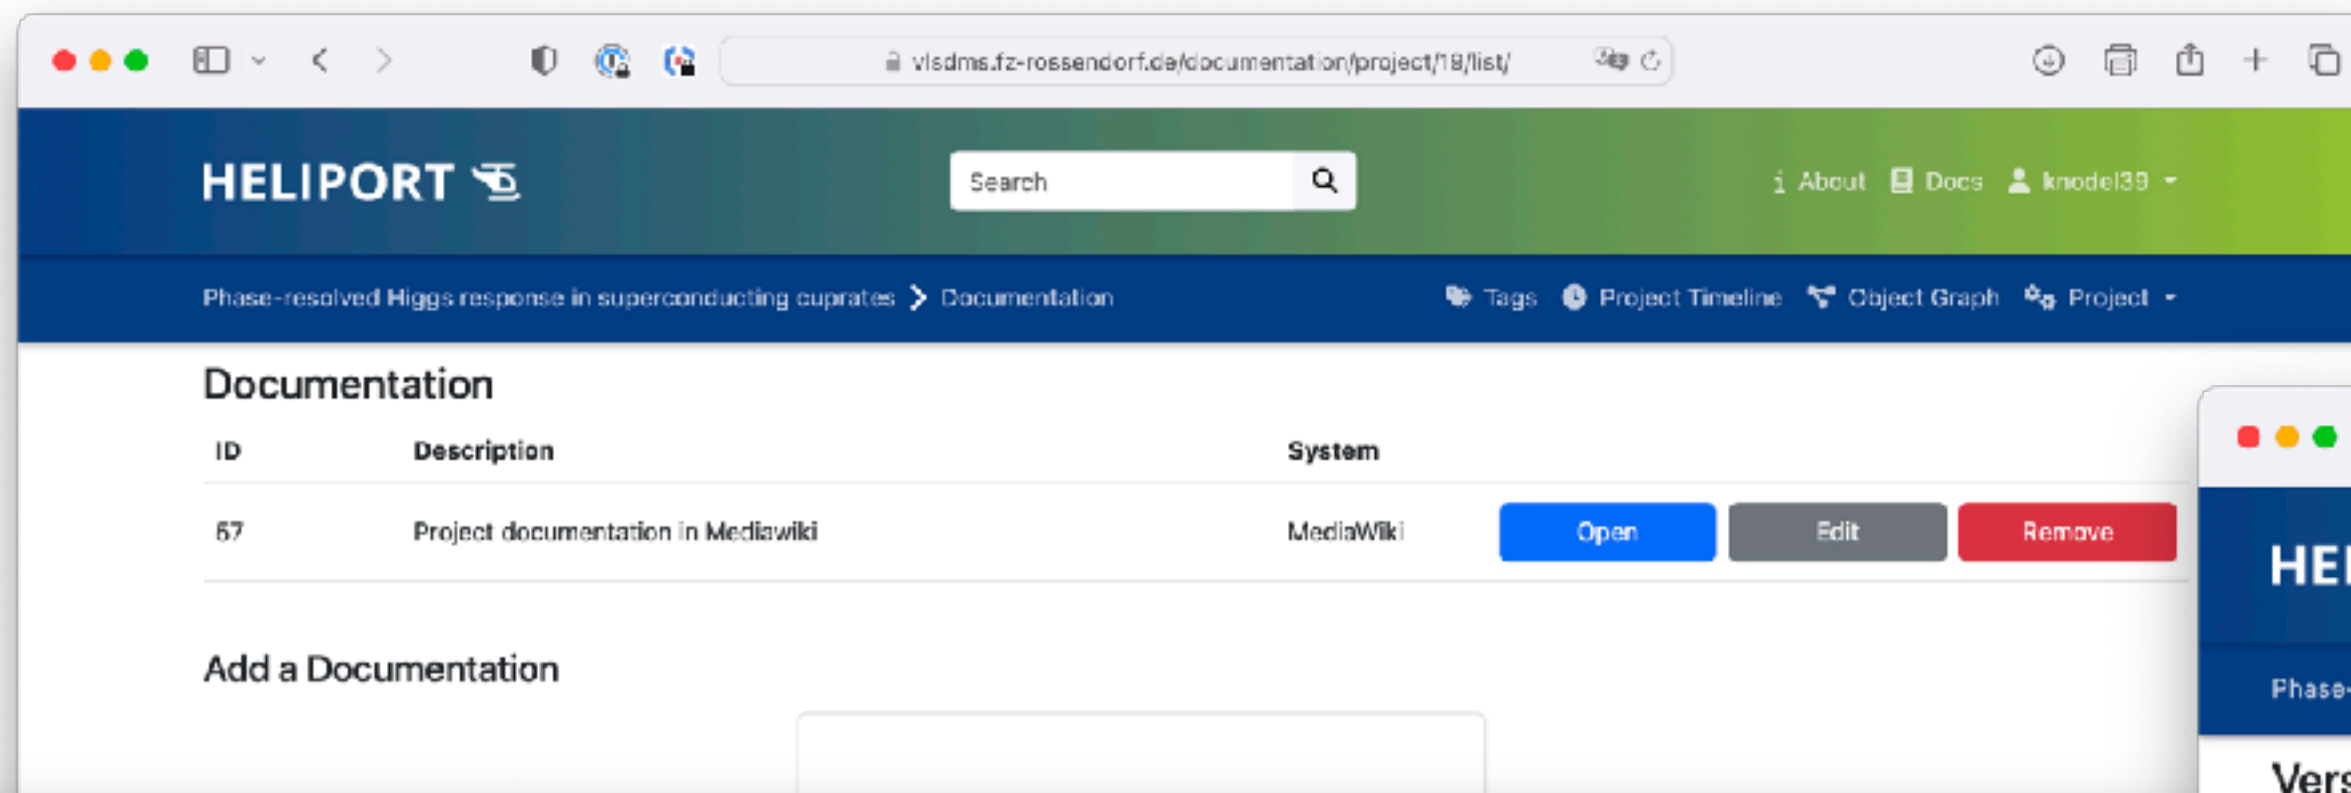 vlsdms.fz-rossendorf.de/documentation/project/18/list/
HELIPORT
Search
i About Docs knodel39
Phase-resolved Higgs response in superconducting cuprates > Documentation
Tags Project Timeline Object Graph Project
Documentation
ID Description System
67 Project documentation in Mediawiki MediaWiki Open Edit Remove
Add a Documentation
HEL
Phase-
Vers